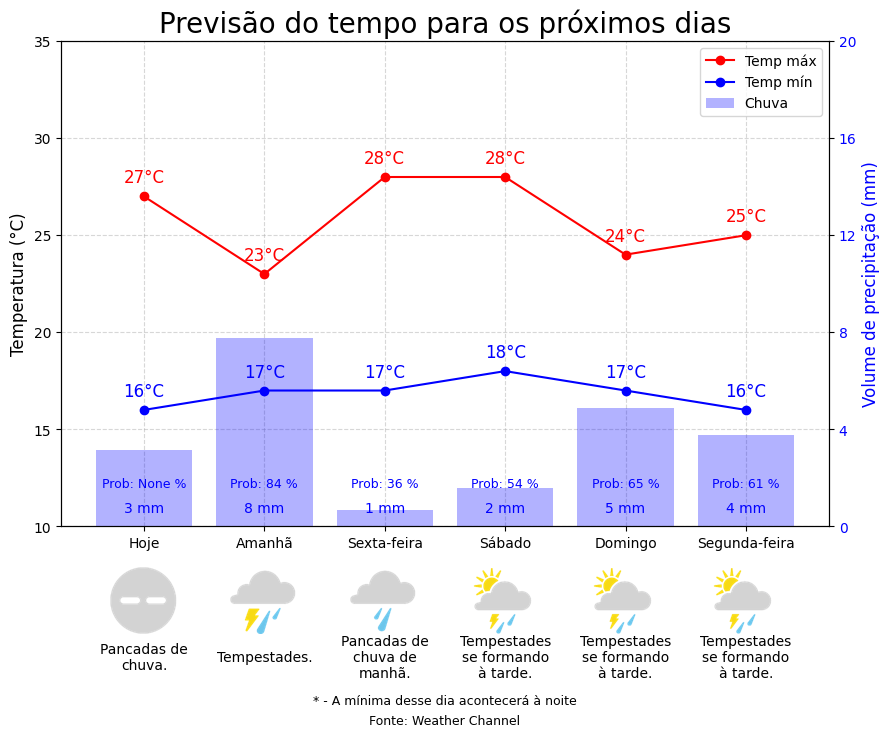 Previsão do tempo para os próximos dias
35
30
25
20
15
10
Temperatura (°C)
20
16
12
8
4
0
Volume de precipitação (mm)
Temp máx
Temp mín
Chuva
27°C
23°C
28°C
28°C
24°C
25°C
16°C
17°C
17°C
18°C
17°C
16°C
Prob: None %
Prob: 84 %
Prob: 36 %
Prob: 54 %
Prob: 65 %
Prob: 61 %
3 mm
8 mm
1 mm
2 mm
5 mm
4 mm
Hoje
Amanhã
Sexta-feira
Sábado
Domingo
Segunda-feira
Pancadas de
chuva.
Tempestades.
Pancadas de
chuva de
manhã.
Tempestades
se formando
à tarde.
Tempestades
se formando
à tarde.
Tempestades
se formando
à tarde.
* - A mínima desse dia acontecerá à noite
Fonte: Weather Channel